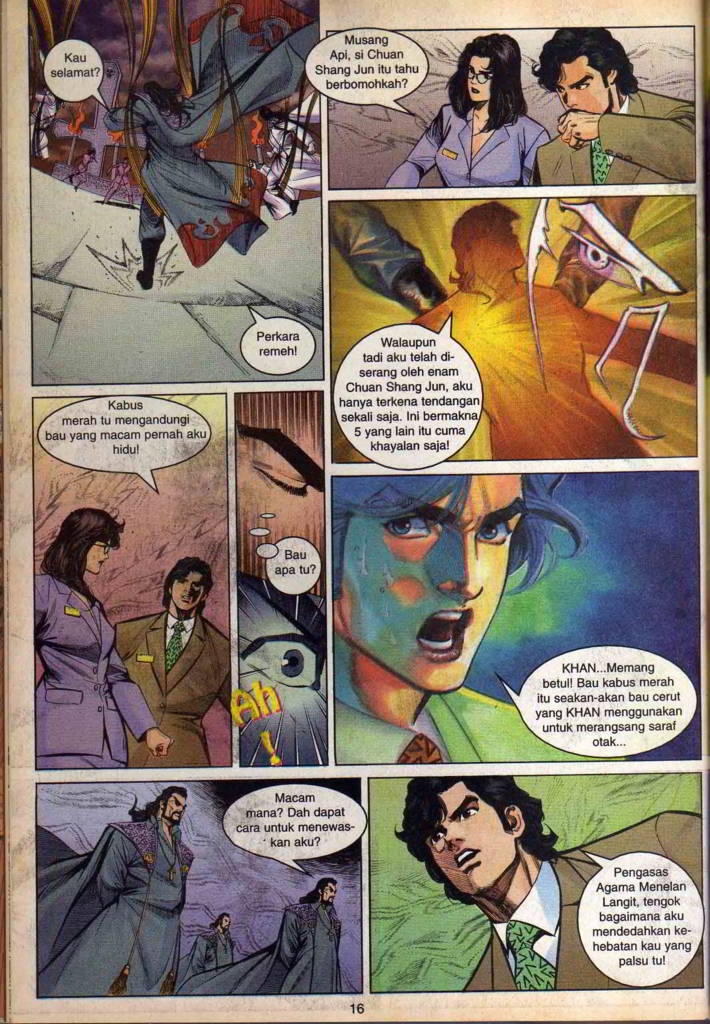 Kau
selamat?
Perkara
remeh!
Musang
Api, si Chuan
Shang Jun itu tahu
berbomohkah?
Walaupun
tadi aku telah di-
serang oleh enam
Chuan Shang Jun, aku
hanya terkena tendangan
sekali saja. Ini bermakna
5 yang lain itu cuma
khayalan saja!
Kabus
merah tu mengandungi
bau yang macam pernah aku
hidu!
Bau
apa tu?
Ah
!
KHAN...Memang
betul! Bau kabus merah
itu seakan-akan bau cerut
yang KHAN menggunakan
untuk merangsang saraf
otak...
Macam
mana? Dah dapat
cara untuk menewas-
kan aku?
Pengasas
Agama Menelan
Langit, tengok
bagaimana aku
mendedahkan ke-
hebatan kau yang
palsu tu!
16